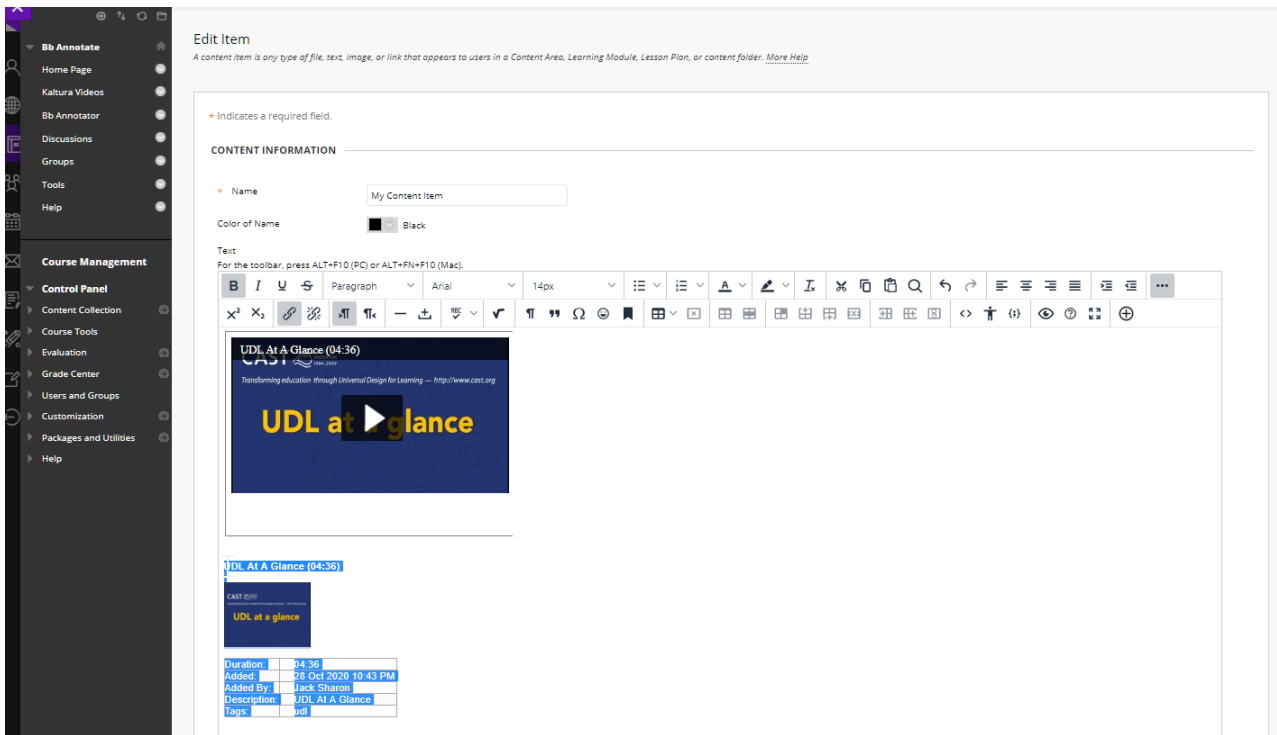 Bb Annotate
Home Page
Kaltura Videos
Bb Annotator
Discussions
Groups
Tools
Help
Course Management
Control Panel
Content Collection
Course Tools
Evaluation
Grade Center
Users and Groups
Customization
Packages and Utilities
Help
Edit Item
A content item is any type of file, text, image, or link that appears to users in a Content Area, Learning Module, Lesson Plan, or content folder. More Help
* Indicates a required field.
CONTENT INFORMATION
* Name
My Content Item
Color of Name
Black
Text
For the toolbar, press ALT+F10 (PC) or ALT+FN+F10 (Mac).
B I U S Paragraph Arial 14px
UDL At A Glance (04:36)
CAST
Transforming education through Universal Design for Learning — http://www.cast.org
UDL at a glance
UDL At A Glance (04:36)
CAST
UDL at a glance
Duration: 04:36
Added: 28 Oct 2020 10:43 PM
Added By: Jack Sharon
Description: UDL At A Glance
Tags: udl